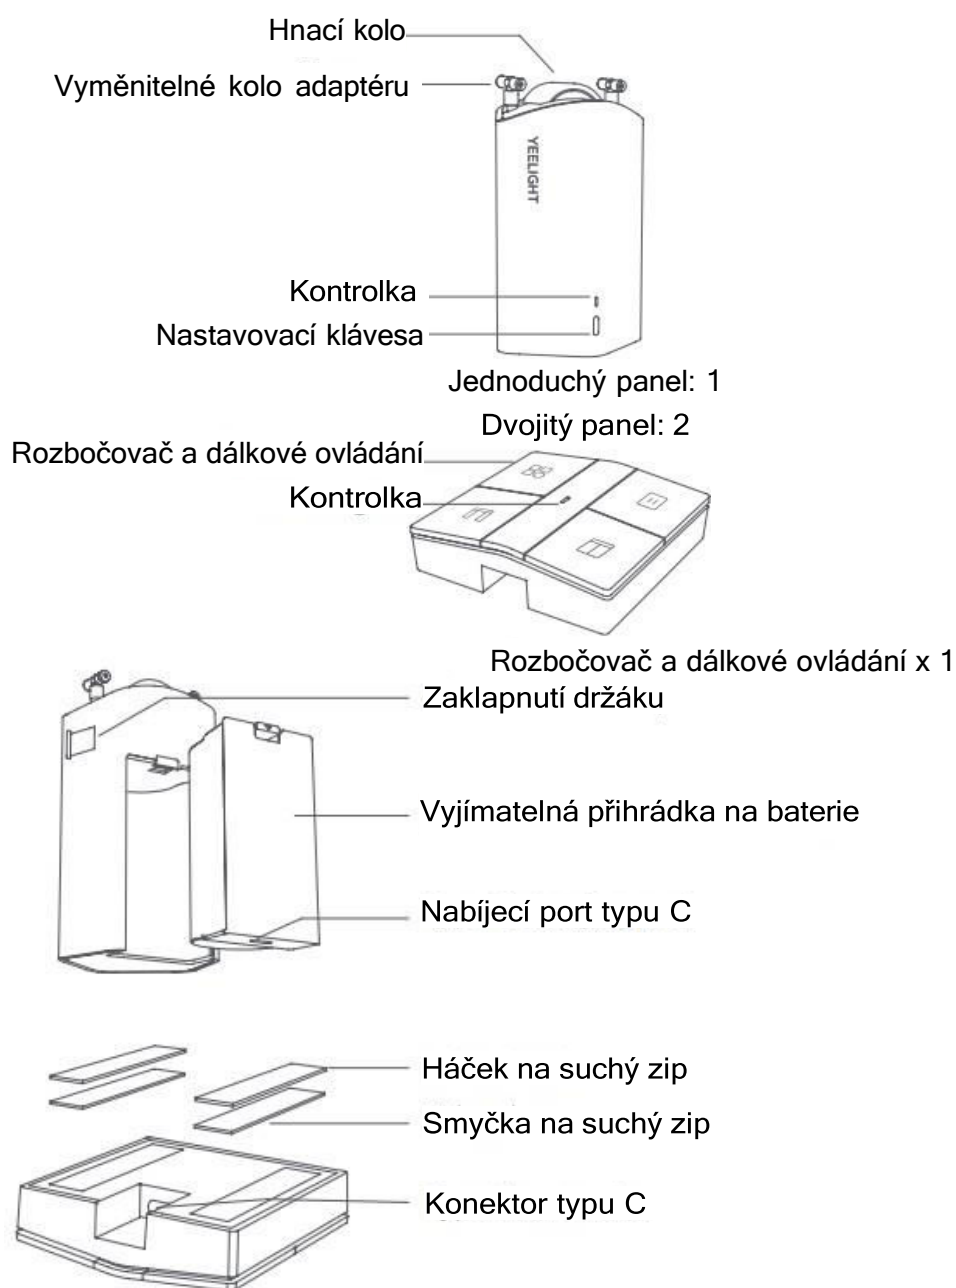 Hnací kolo
Vyměnitelné kolo adaptéru
YEELIGHT
Kontrolka
Nastavovací klávesa
Jednoduchý panel: 1
Dvojitý panel: 2
Rozbočovač a dálkové ovládání
Kontrolka
Rozbočovač a dálkové ovládání x 1
Zaklapnutí držáku
Vyjímatelná přihrádka na baterie
Nabíjecí port typu C
Háček na suchý zip
Smyčka na suchý zip
Konektor typu C